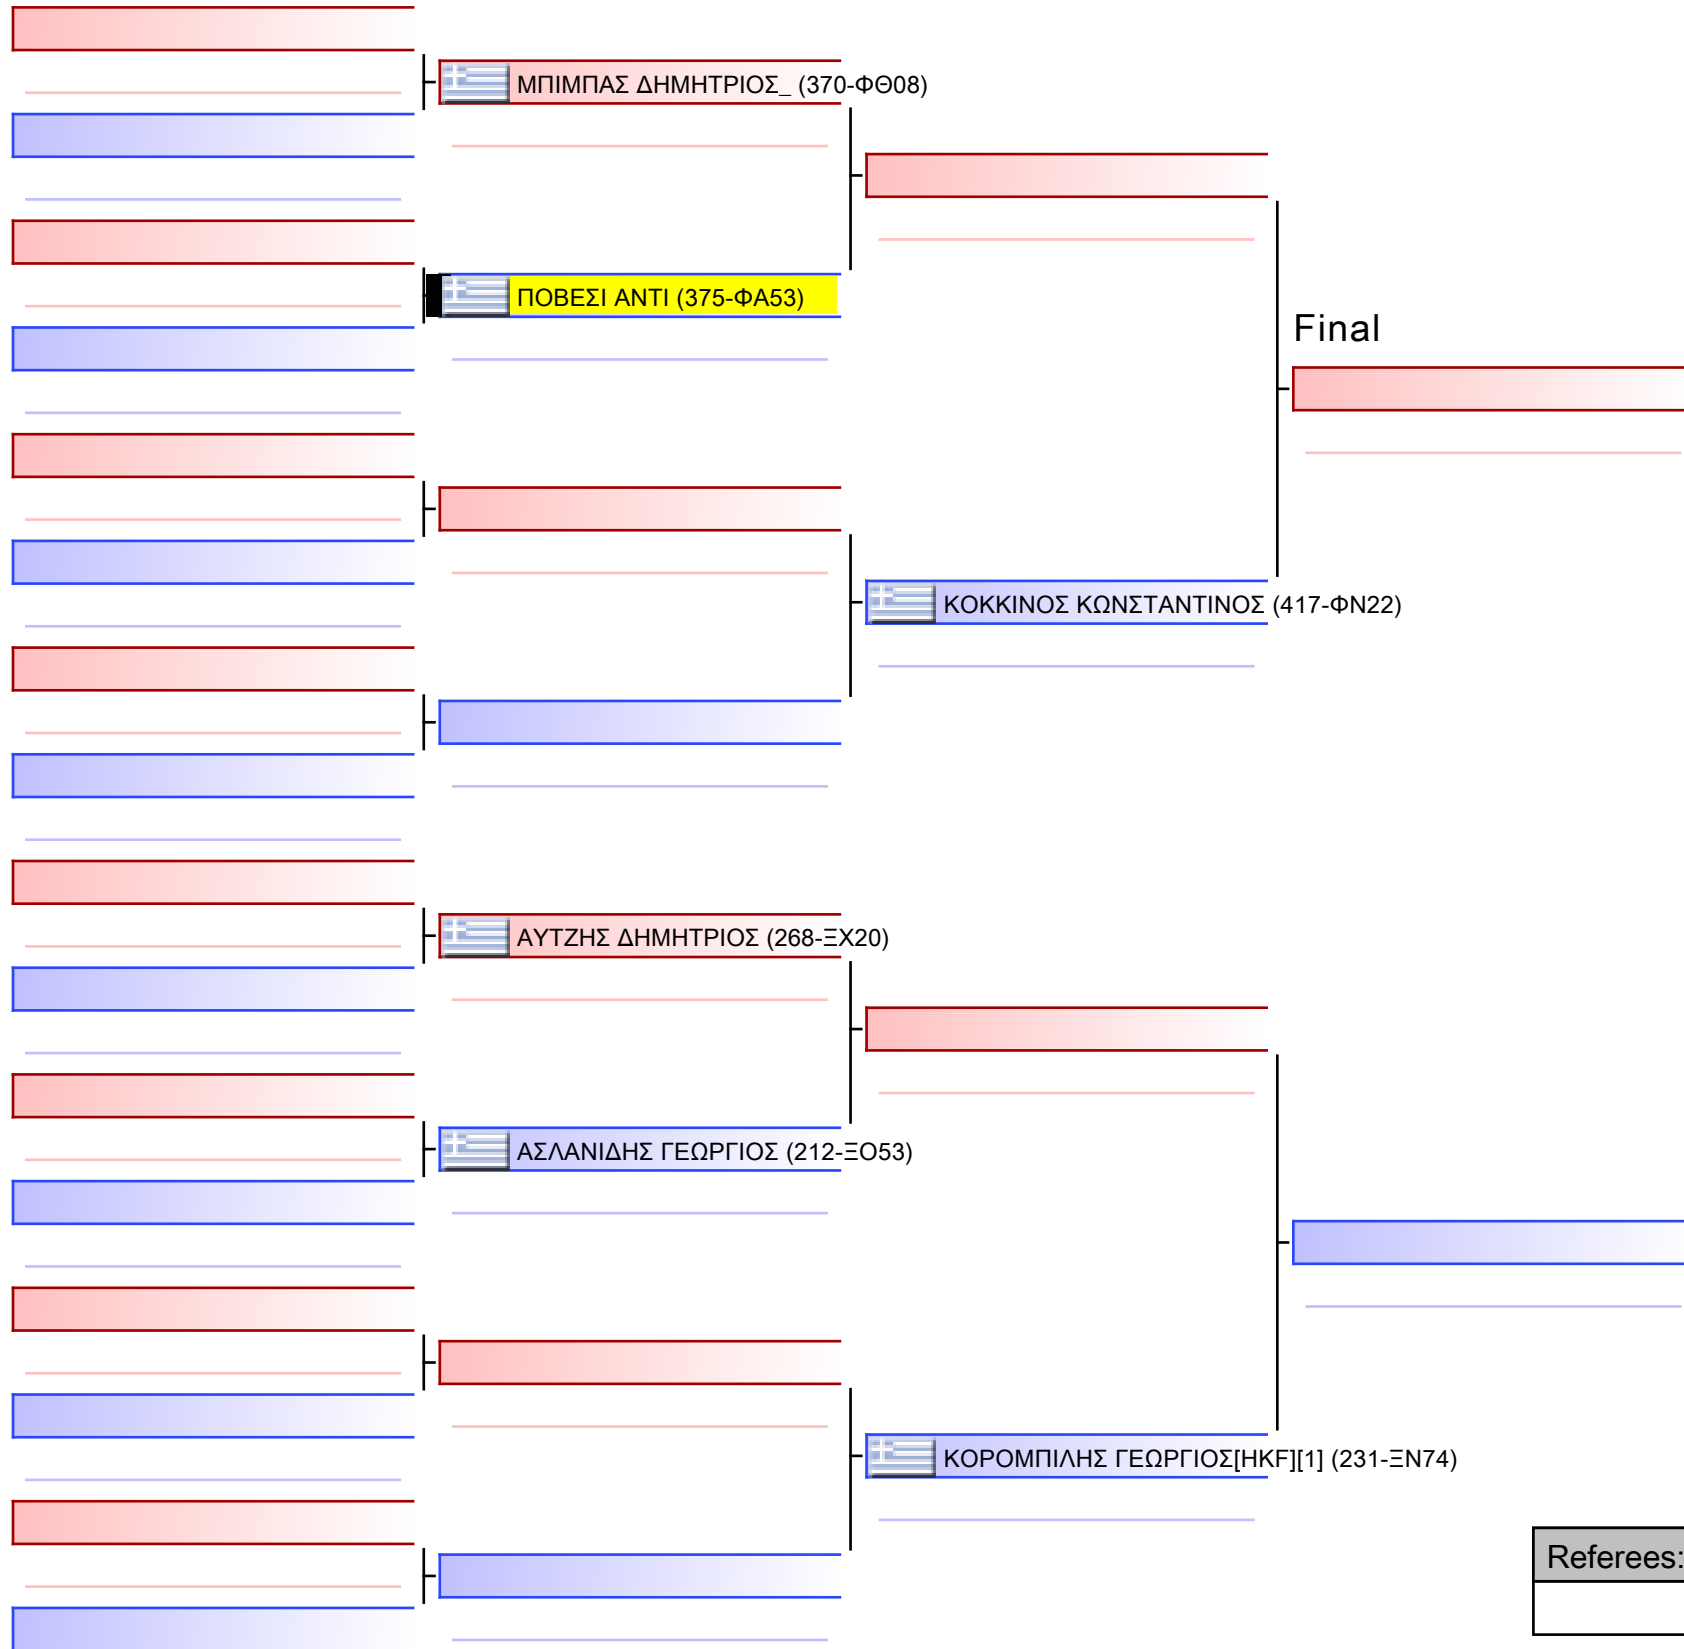 ΜΠΙΜΠΑΣ ΔΗΜΗΤΡΙΟΣ_ (370-ΦΘ08)
ΠΟΒΕΣΙ ΑΝΤΙ (375-ΦΑ53)
Final
ΚΟΚΚΙΝΟΣ ΚΩΝΣΤΑΝΤΙΝΟΣ (417-ΦΝ22)
ΑΥΤΖΗΣ ΔΗΜΗΤΡΙΟΣ (268-ΞΧ20)
ΑΣΛΑΝΙΔΗΣ ΓΕΩΡΓΙΟΣ (212-ΞΟ53)
ΚΟΡΟΜΠΙΛΗΣ ΓΕΩΡΓΙΟΣ[HKF][1] (231-ΞΝ74)
Referees: